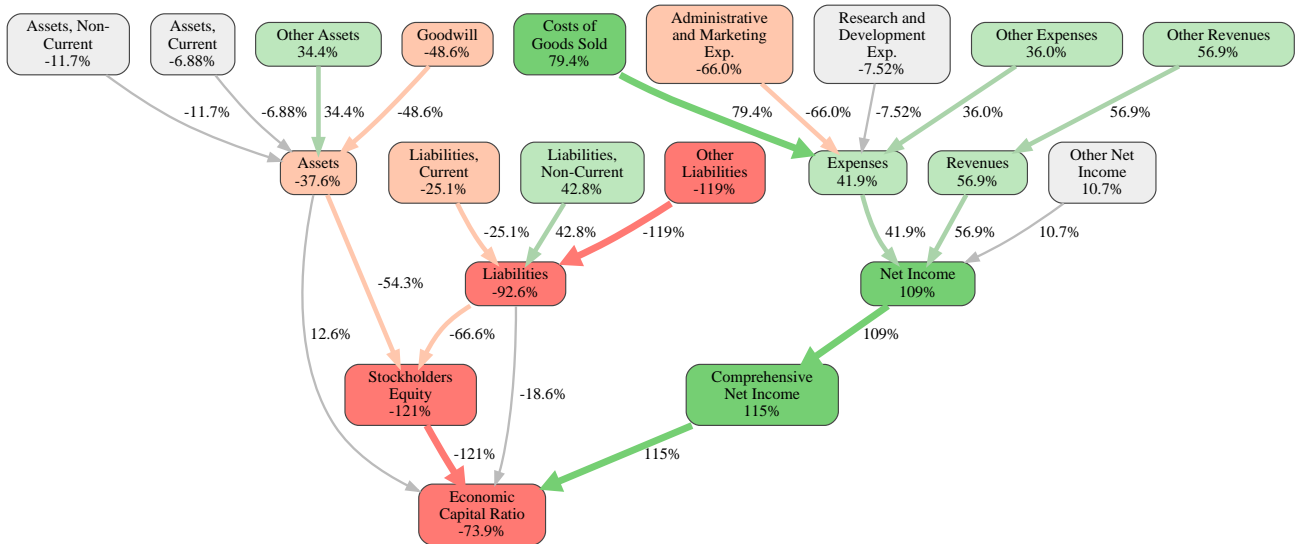 Assets, Non-
Current
-11.7%
Assets,
Current
-6.88%
Other Assets
34.4%
Goodwill
-48.6%
Costs of
Goods Sold
79.4%
Administrative
and Marketing
Exp.
-66.0%
Research and
Development
Exp.
-7.52%
Other Expenses
36.0%
Other Revenues
56.9%
-11.7%
-6.88%
34.4%
-48.6%
79.4%
-66.0%
-7.52%
36.0%
56.9%
Assets
-37.6%
Liabilities,
Current
-25.1%
Liabilities,
Non-Current
42.8%
Other
Liabilities
-119%
Expenses
41.9%
Revenues
56.9%
Other Net
Income
10.7%
-25.1%
42.8%
-119%
41.9%
56.9%
10.7%
Liabilities
-92.6%
Net Income
109%
-54.3%
12.6%
-66.6%
109%
Stockholders
Equity
-121%
-18.6%
Comprehensive
Net Income
115%
-121%
115%
Economic
Capital Ratio
-73.9%